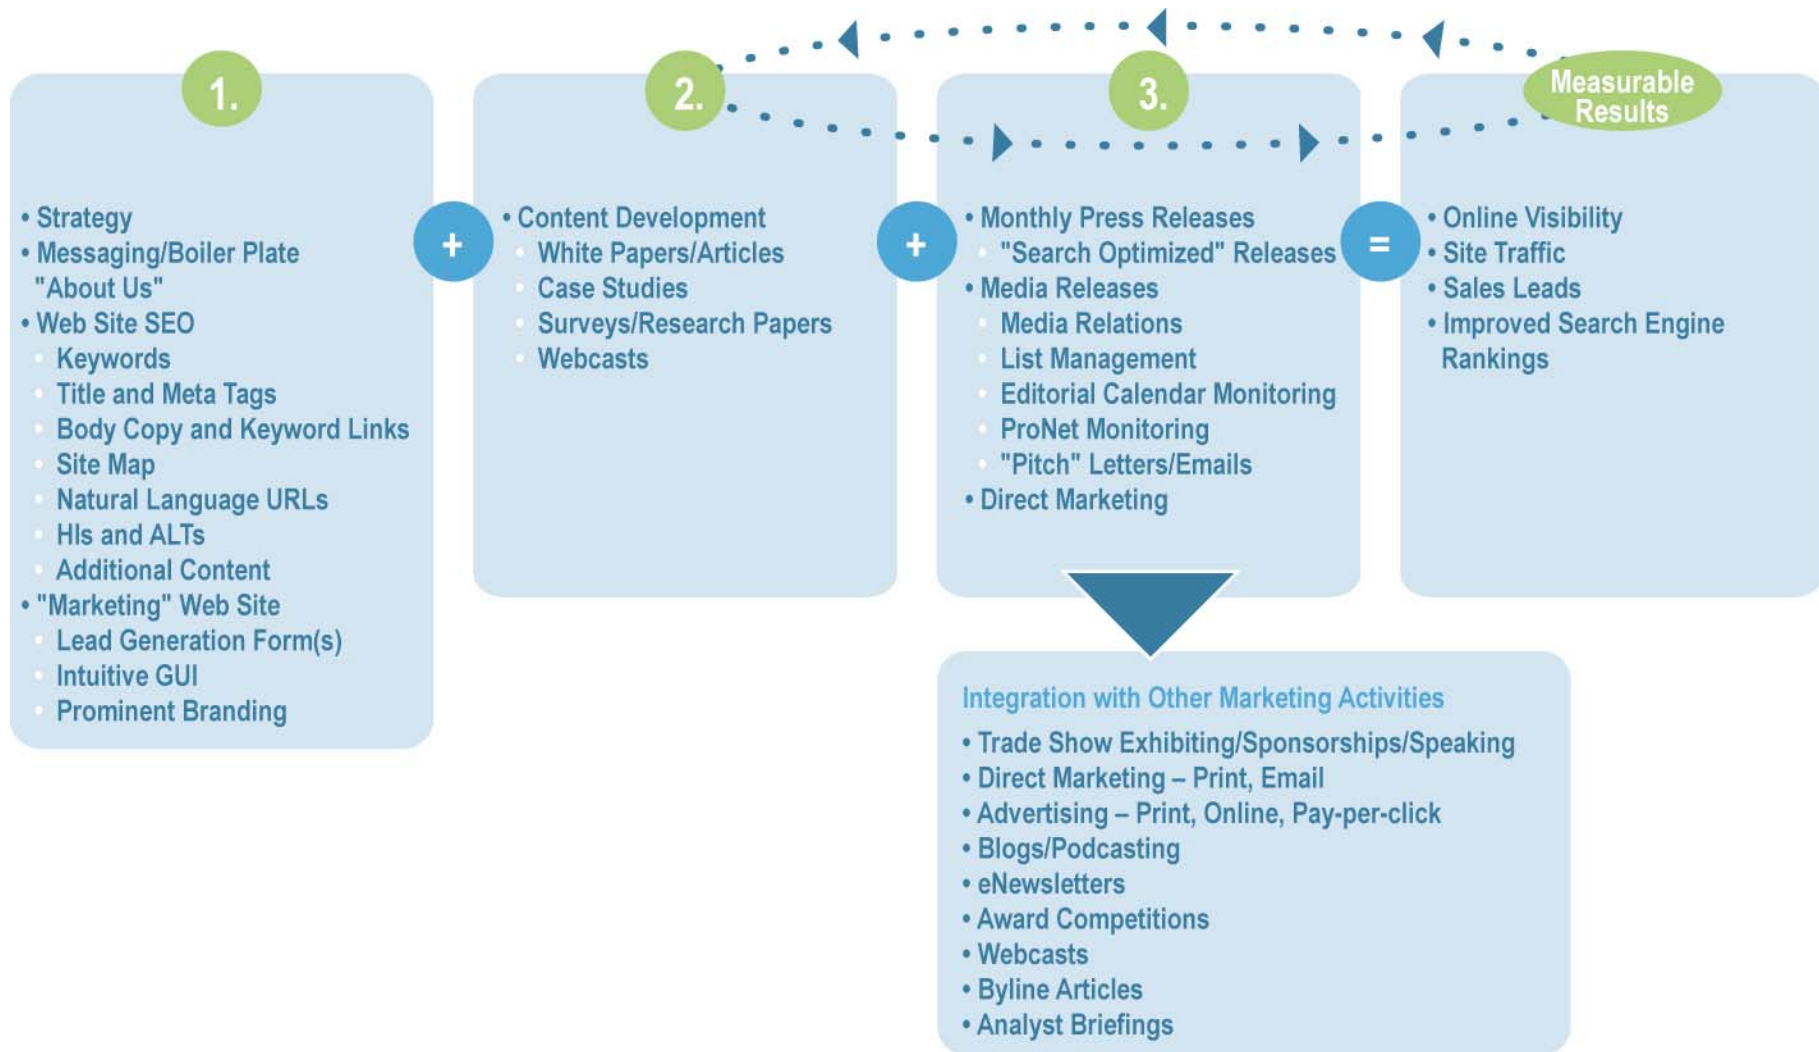 1.
• Strategy
• Messaging/Boiler Plate
"About Us"
• Web Site SEO
• Keywords
• Title and Meta Tags
• Body Copy and Keyword Links
• Site Map
• Natural Language URLs
• HIs and ALTs
• Additional Content
• "Marketing" Web Site
• Lead Generation Form(s)
• Intuitive GUI
• Prominent Branding
+
2.
• Content Development
• White Papers/Articles
• Case Studies
• Surveys/Research Papers
• Webcasts
+
3.
• Monthly Press Releases
• "Search Optimized" Releases
• Media Releases
• Media Relations
• List Management
• Editorial Calendar Monitoring
• ProNet Monitoring
• "Pitch" Letters/Emails
• Direct Marketing
=
Measurable
Results
• Online Visibility
• Site Traffic
• Sales Leads
• Improved Search Engine
Rankings
Integration with Other Marketing Activities
• Trade Show Exhibiting/Sponsorships/Speaking
• Direct Marketing – Print, Email
• Advertising – Print, Online, Pay-per-click
• Blogs/Podcasting
• eNewsletters
• Award Competitions
• Webcasts
• Byline Articles
• Analyst Briefings